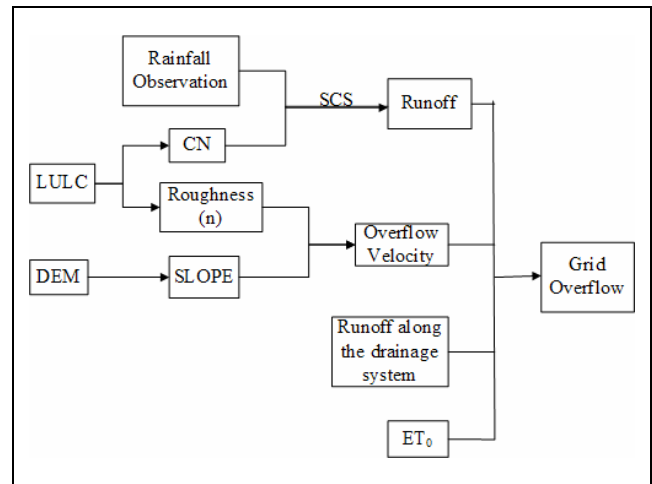 Rainfall
Observation
SCS
Runoff
CN
LULC
Roughness
(n)
Overflow
Velocity
DEM
SLOPE
Grid
Overflow
Runoff along
the drainage
system
ET₀